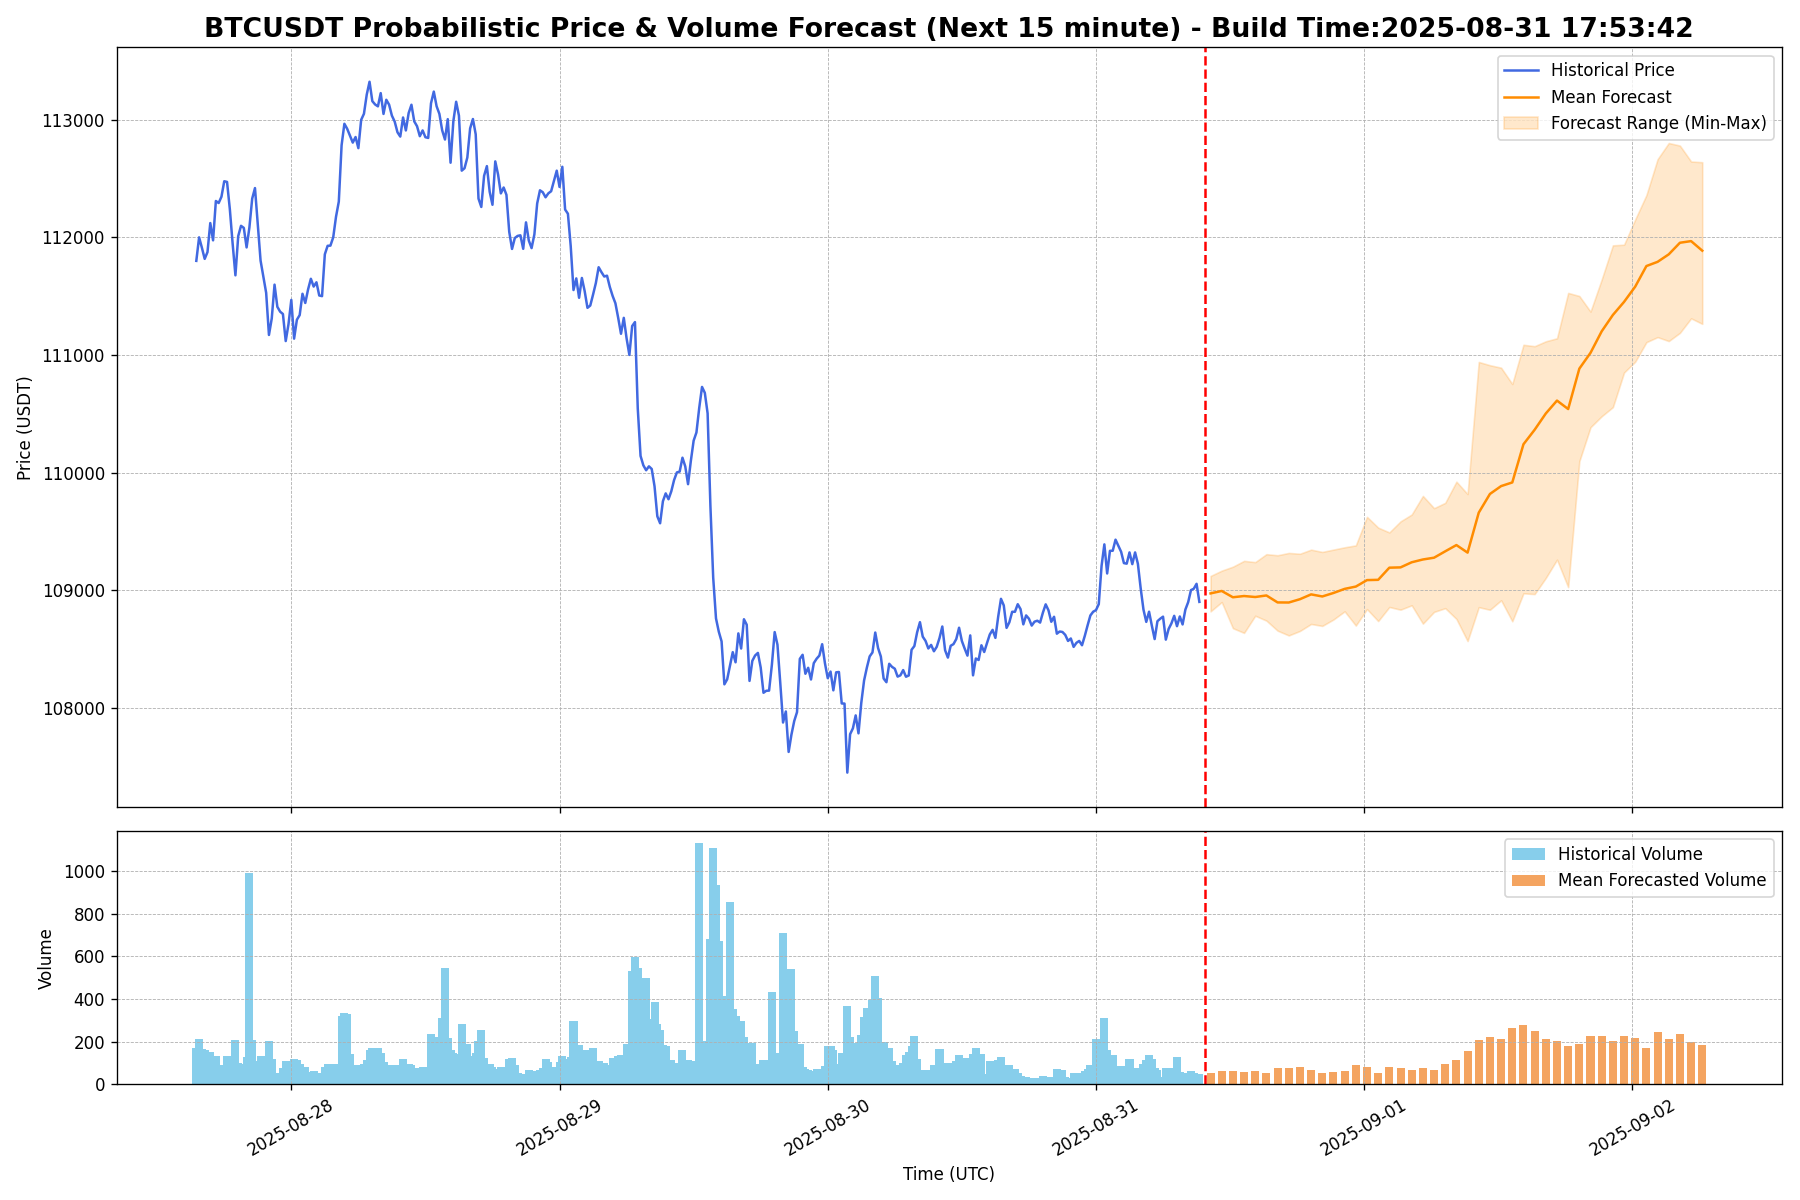 BTCUSDT Probabilistic Price & Volume Forecast (Next 15 minute) - Build Time:2025-08-31 17:53:42
Historical Price
Mean Forecast
Forecast Range (Min-Max)
113000
112000
111000
110000
109000
108000
Price (USDT)
Historical Volume
Mean Forecasted Volume
1000
800
600
400
200
0
Volume
2025-08-28
2025-08-29
2025-08-30
2025-08-31
2025-09-01
2025-09-02
Time (UTC)